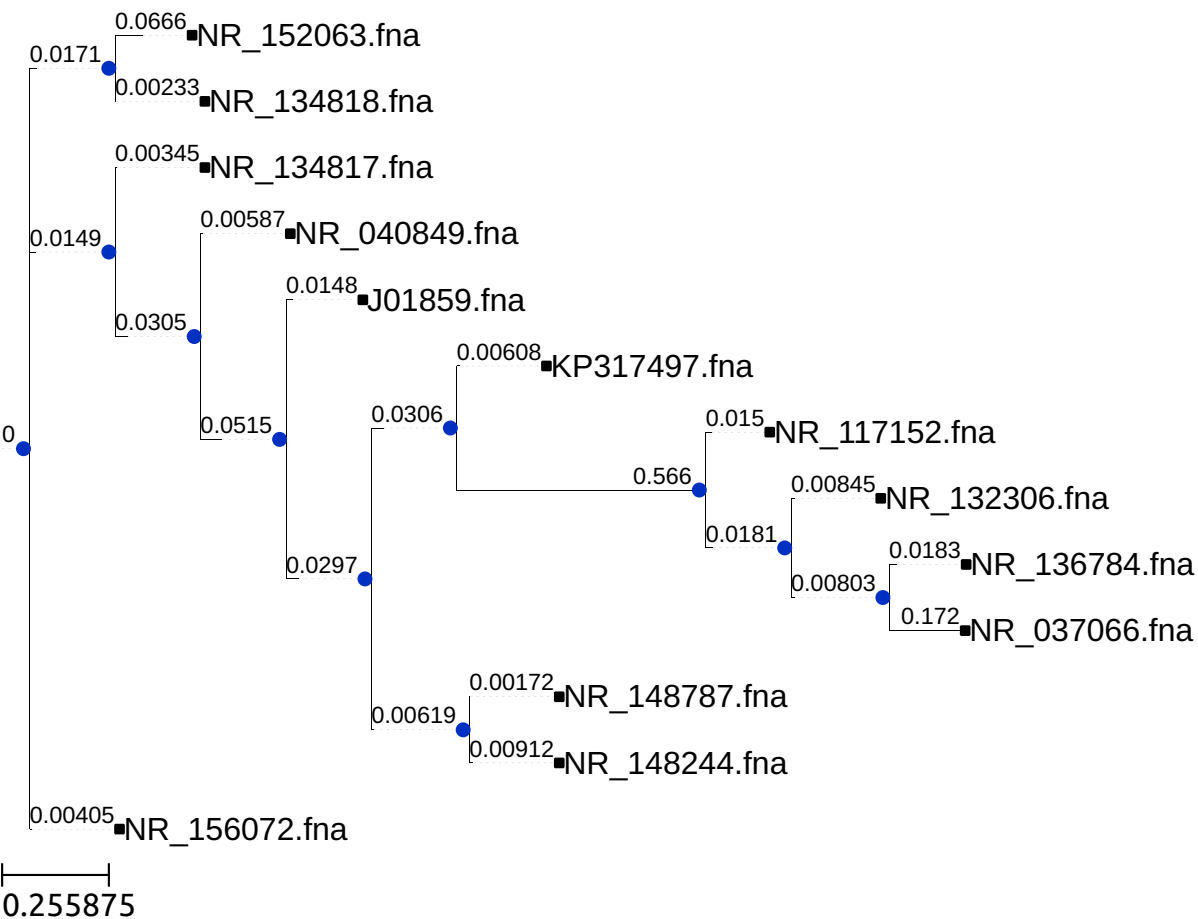 0.0666 NR_152063.fna
0.0171
0.00233 NR_134818.fna
0.00345 NR_134817.fna
0.0149
0.00587 NR_040849.fna
0.0148 J01859.fna
0.0305
0.00608 KP317497.fna
0.0306
0.015 NR_117152.fna
0.0515
0
0.566
0.00845 NR_132306.fna
0.0181
0.0183 NR_136784.fna
0.0297
0.00803
0.172 NR_037066.fna
0.00172 NR_148787.fna
0.00619
0.00912 NR_148244.fna
0.00405 NR_156072.fna
0.255875